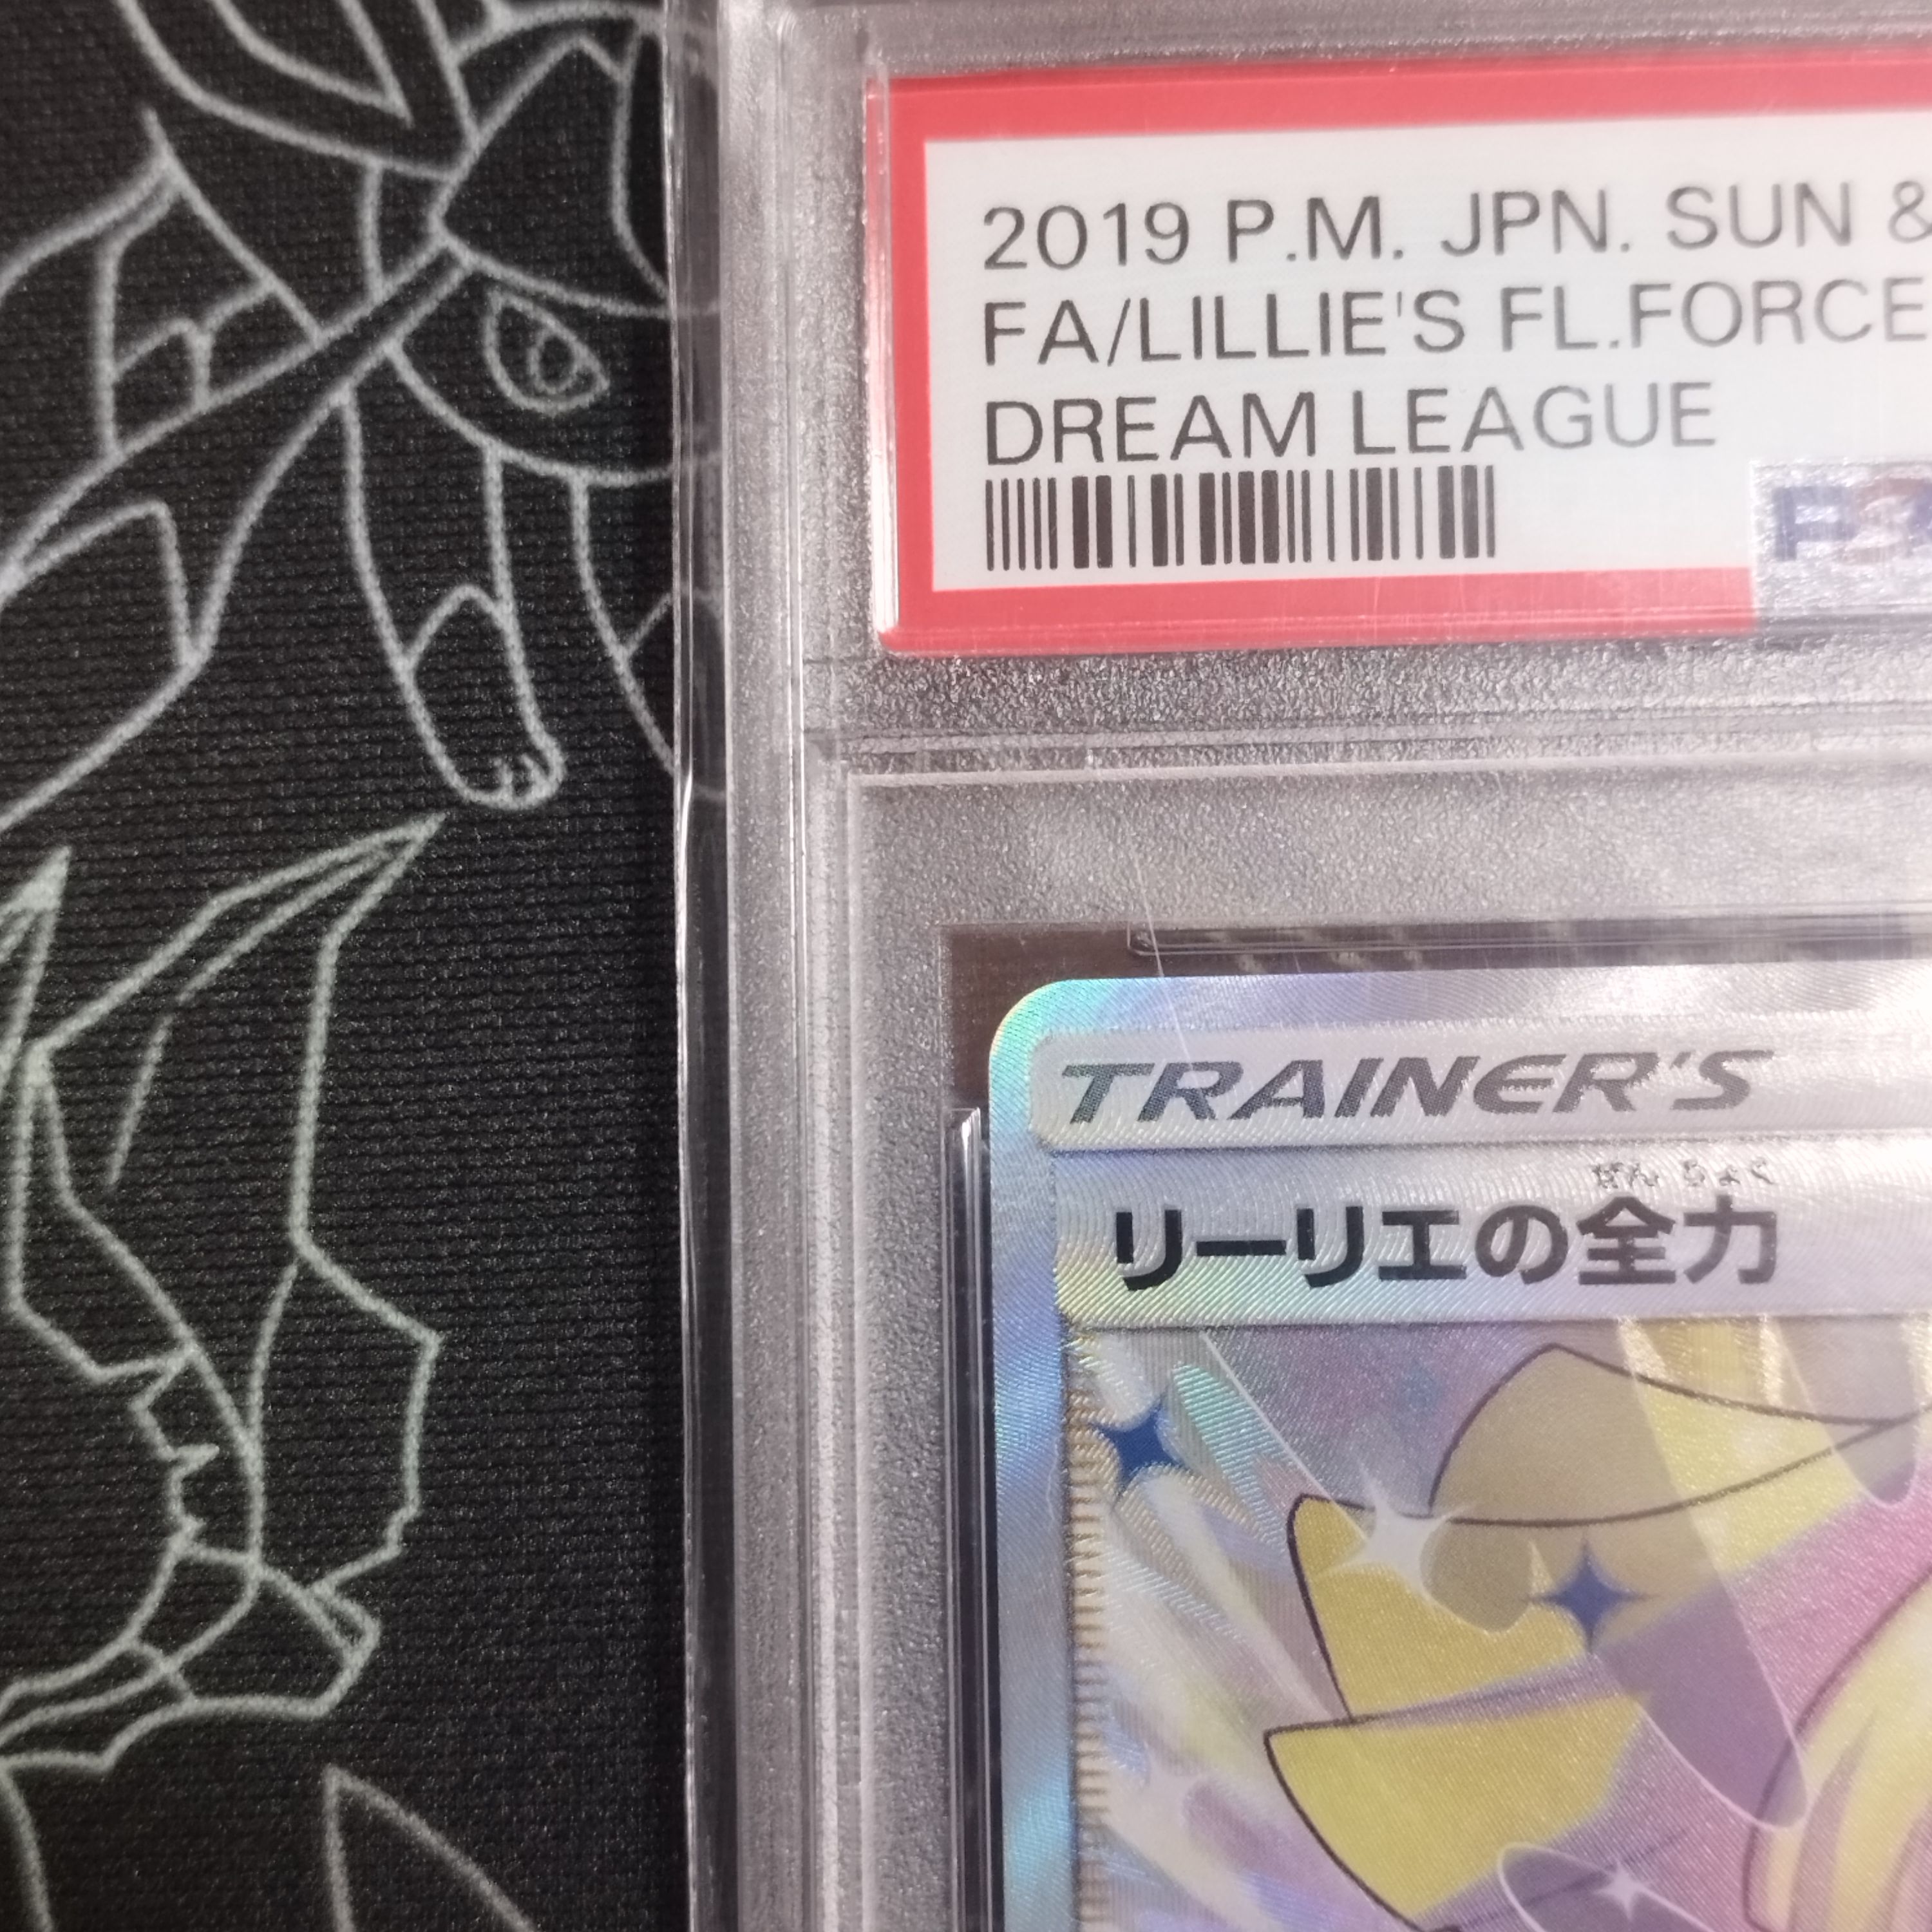 2019 P.M. JPN. SUN &
FA/LILLIE'S FL.FORCE
DREAM LEAGUE
TRAINER'S
ぜん りょく
リーリエの全力